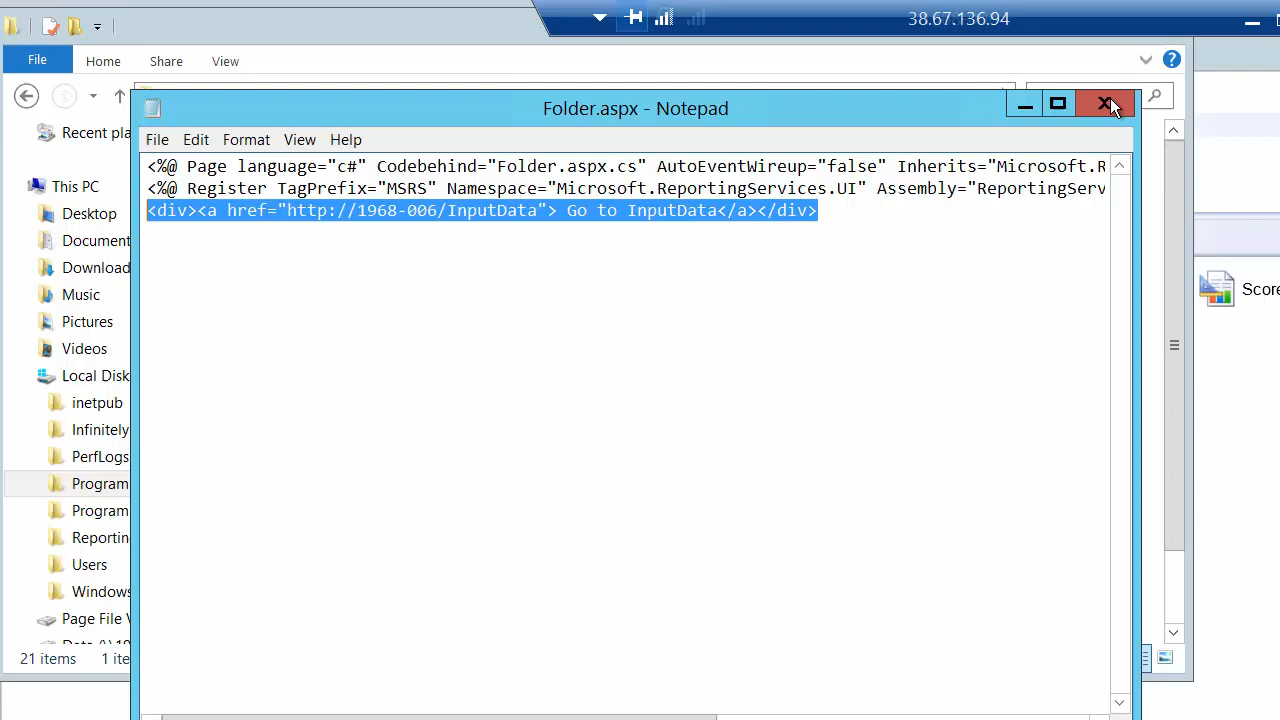 38.67.136.94
File Home Share View
Folder.aspx - Notepad
File Edit Format View Help
<%@ Page language="c#" Codebehind="Folder.aspx.cs" AutoEventWireup="false" Inherits="Microsoft.R
<%@ Register TagPrefix="MSRS" Namespace="Microsoft.ReportingServices.UI" Assembly="ReportingServ
<div><a href="http://1968-006/InputData"> Go to InputData</a></div>
Recent pla
This PC
Desktop
Document
Download
Music
Pictures
Videos
Local Disk
inetpub
Infinitely
PerfLogs
Program
Program
Reportin
Users
Windows
Page File V
21 items 1 ite
Score